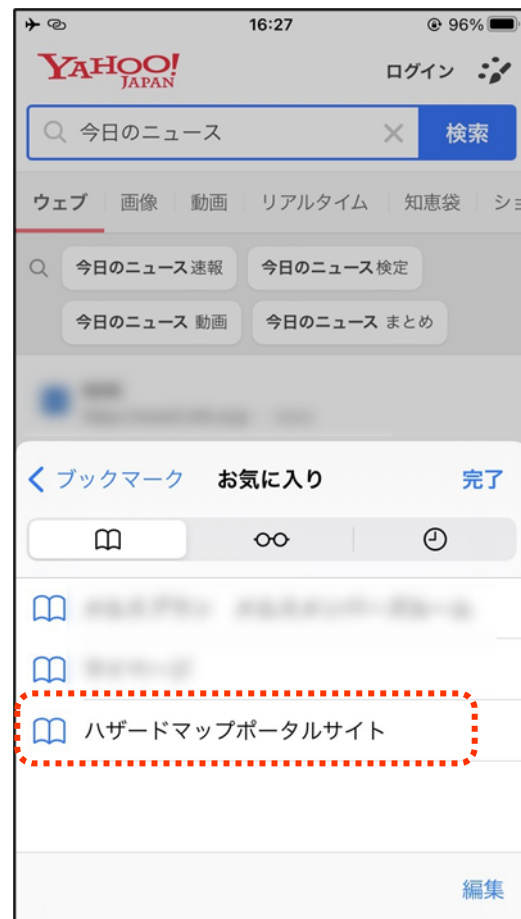 16:27
96%
YAHOO!
JAPAN
ログイン
今日のニュース
検索
ウェブ 画像 動画 リアルタイム 知恵袋 ショ
今日のニュース 速報 今日のニュース 検定
今日のニュース 動画 今日のニュース まとめ
ブックマーク お気に入り 完了
ハザードマップポータルサイト
編集